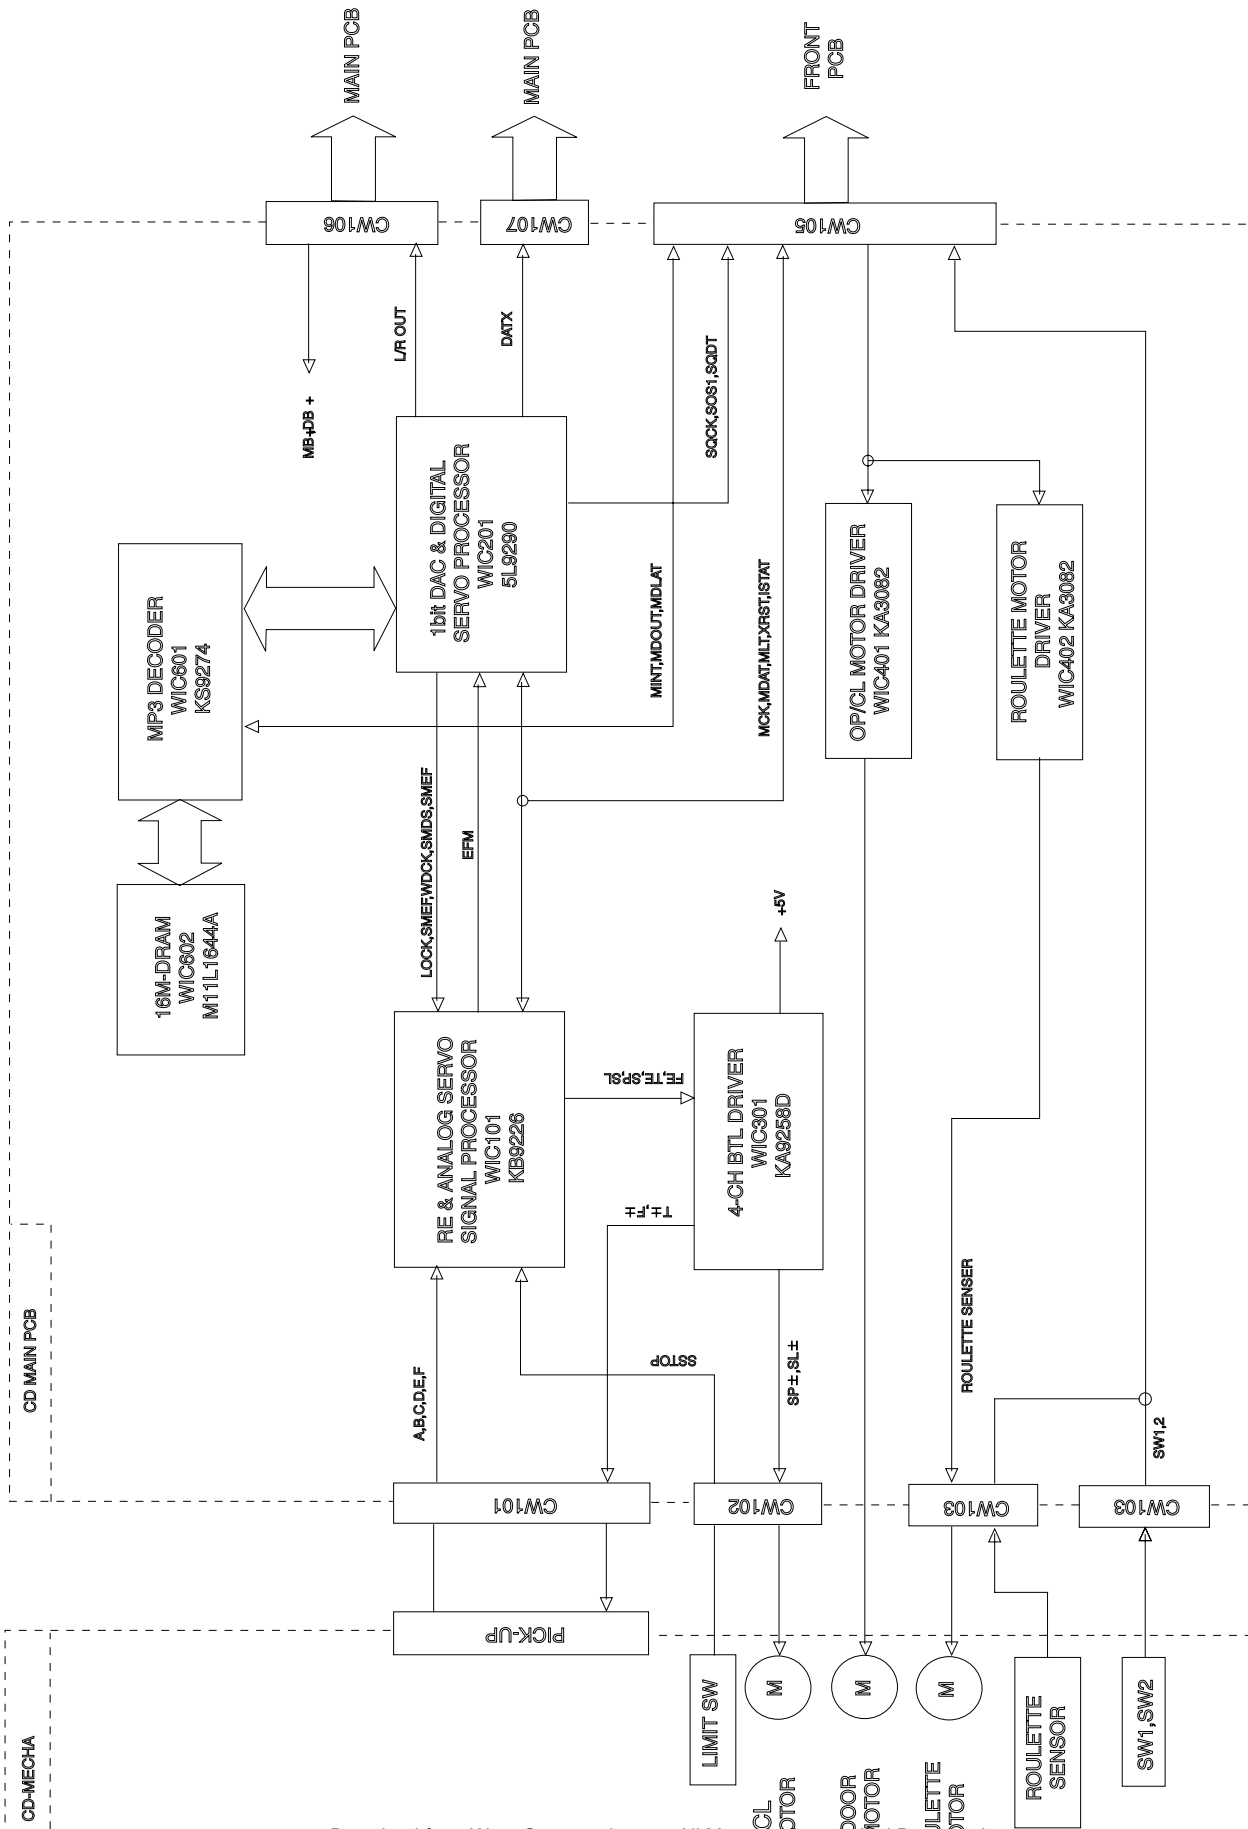 CD-MECHA
CD MAIN PCB
16M-DRAM
WIC602
M11L1644A
MP3 DECODER
WIC601
KS9274
MB+DB +
CW106
MAIN PCB
L/R OUT
PICK-UP
CW101
A,B,C,D,E,F
RE & ANALOG SERVO
SIGNAL PROCESSOR
WIC101
KB9226
LOCK,SMEF,WDCK,SMDS,SMEF
EFM
1bit DAC & DIGITAL
SERVO PROCESSOR
WIC201
5L9290
DATX
CW107
MAIN PCB
T±,F±
FE,TE,SP,SL
SSTOP
MINT,MDOUT,MDLAT
SQCK,SOS1,SQDT
LIMIT SW
CW102
SP±,SL±
4-CH BTL DRIVER
WIC301
KA9258D
+5V
MCK,MDAT,MLT,XRST,ISTAT
CW105
FRONT
PCB
M
CL
OTOR
DOOR
MOTOR
M
OP/CL MOTOR DRIVER
WIC401 KA3082
ULETTE
OTOR
M
CW103
ROULETTE SENSER
ROULETTE MOTOR
DRIVER
WIC402 KA3082
ROULETTE
SENSOR
SW1,SW2
CW103
SW1,2